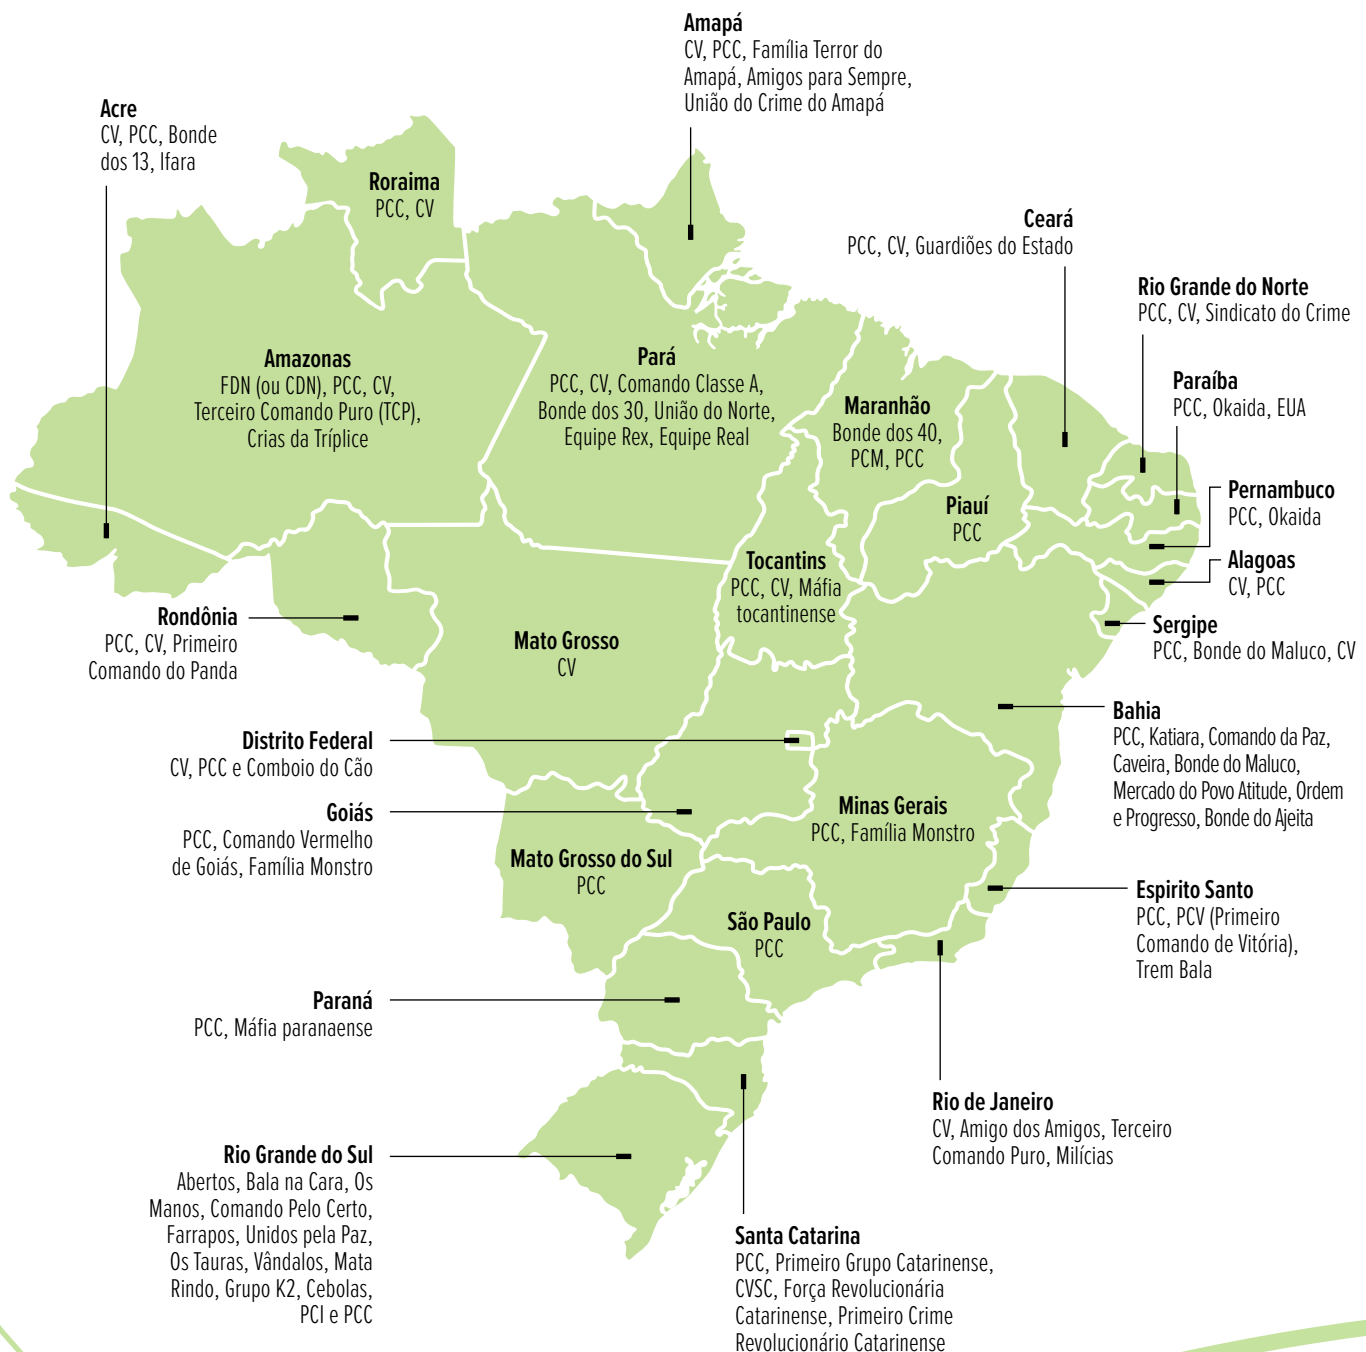 Amapá
CV, PCC, Família Terror do
Amapá, Amigos para Sempre,
União do Crime do Amapá
Acre
CV, PCC, Bonde
dos 13, Ifara
Roraima
PCC, CV
Ceará
PCC, CV, Guardiões do Estado
Rio Grande do Norte
PCC, CV, Sindicato do Crime
Amazonas
FDN (ou CDN), PCC, CV,
Terceiro Comando Puro (TCP),
Crias da Tríplice
Pará
PCC, CV, Comando Classe A,
Bonde dos 30, União do Norte,
Equipe Rex, Equipe Real
Maranhão
Bonde dos 40,
PCM, PCC
Paraíba
PCC, Okaida, EUA
Piauí
PCC
Pernambuco
PCC, Okaida
Tocantins
PCC, CV, Máfia
tocantinense
Alagoas
CV, PCC
Rondônia
PCC, CV, Primeiro
Comando do Panda
Mato Grosso
CV
Sergipe
PCC, Bonde do Maluco, CV
Bahia
PCC, Katiara, Comando da Paz,
Caveira, Bonde do Maluco,
Mercado do Povo Atitude, Ordem
e Progresso, Bonde do Ajeita
Distrito Federal
CV, PCC e Comboio do Cão
Goiás
PCC, Comando Vermelho
de Goiás, Família Monstro
Minas Gerais
PCC, Família Monstro
Mato Grosso do Sul
PCC
Espirito Santo
PCC, PCV (Primeiro
Comando de Vitória),
Trem Bala
São Paulo
PCC
Paraná
PCC, Máfia paranaense
Rio de Janeiro
CV, Amigo dos Amigos, Terceiro
Comando Puro, Milícias
Rio Grande do Sul
Abertos, Bala na Cara, Os
Manos, Comando Pelo Certo,
Farrapos, Unidos pela Paz,
Os Tauras, Vândalos, Mata
Rindo, Grupo K2, Cebolas,
PCI e PCC
Santa Catarina
PCC, Primeiro Grupo Catarinense,
CVSC, Força Revolucionária
Catarinense, Primeiro Crime
Revolucionário Catarinense